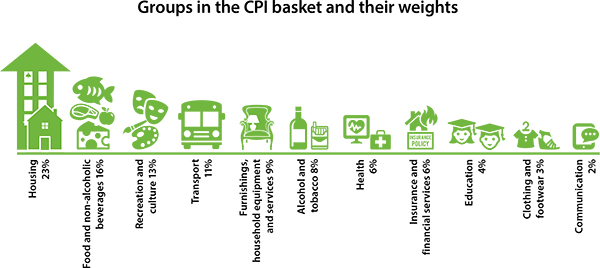 Groups in the CPI basket and their weights
INSURANCE
POLICY
2
Housing
23%
Food and non-alcoholic
beverages 16%
Recreation and
culture 13%
Transport
11%
Furnishings,
household equipment
and services 9%
Alcohol and
tobacco 8%
Health
6%
Insurance and
financial services 6%
Education
4%
Clothing and
footwear 3%
Communication
2%